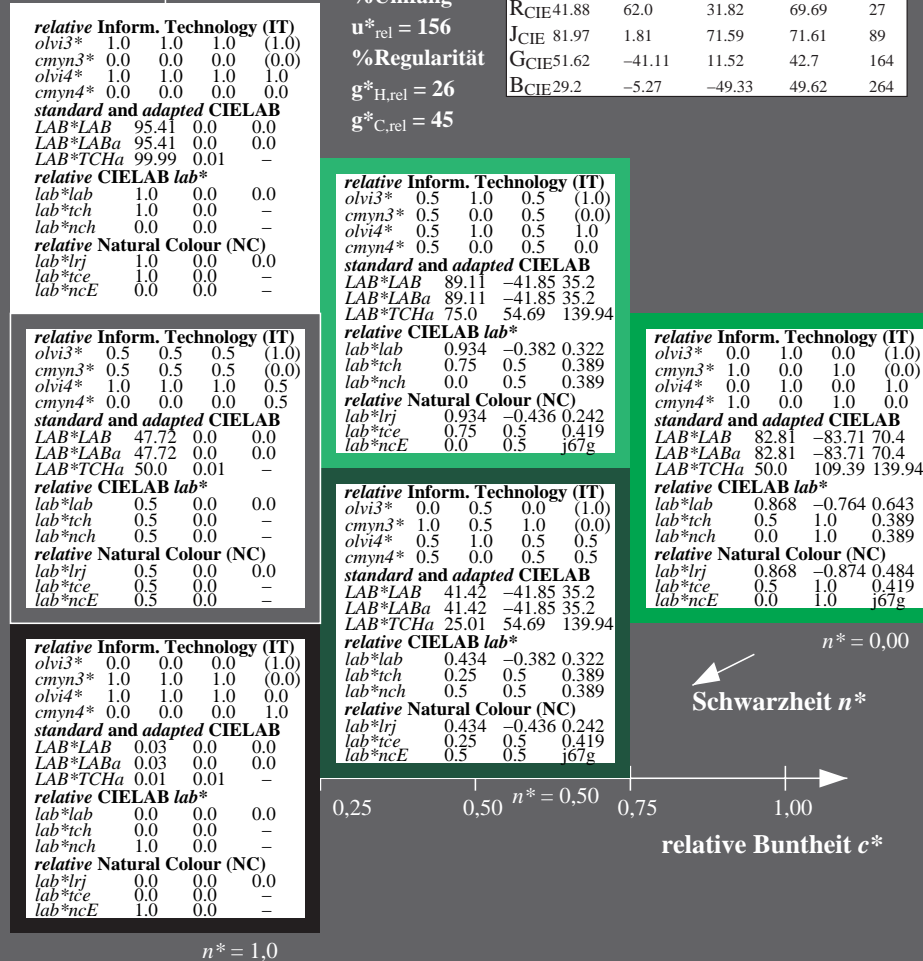 %Umfang
u*rel = 156
%Regularität
g*H,rel = 26
g*C,rel = 45
RCIE 41.88 62.0 31.82 69.69 27
JCIE 81.97 1.81 71.59 71.61 89
GCIE 51.62 −41.11 11.52 42.7 164
BCIE 29.2 −5.27 −49.33 49.62 264
relative Inform. Technology (IT)
olvi3* 1.0 1.0 1.0 (1.0)
cmyn3* 0.0 0.0 0.0 (0.0)
olvi4* 1.0 1.0 1.0 1.0
cmyn4* 0.0 0.0 0.0 0.0
standard and adapted CIELAB
LAB*LAB 95.41 0.0 0.0
LAB*LABa 95.41 0.0 0.0
LAB*TCHa 99.99 0.01 –
relative CIELAB lab*
lab*lab 1.0 0.0 0.0
lab*tch 1.0 0.0 –
lab*nch 0.0 0.0 –
relative Natural Colour (NC)
lab*lrj 1.0 0.0 0.0
lab*tce 1.0 0.0 –
lab*ncE 0.0 0.0 –
relative Inform. Technology (IT)
olvi3* 0.5 1.0 0.5 (1.0)
cmyn3* 0.5 0.0 0.5 (0.0)
olvi4* 0.5 1.0 0.5 1.0
cmyn4* 0.5 0.0 0.5 0.0
standard and adapted CIELAB
LAB*LAB 89.11 −41.85 35.2
LAB*LABa 89.11 −41.85 35.2
LAB*TCHa 75.0 54.69 139.94
relative CIELAB lab*
lab*lab 0.934 −0.382 0.322
lab*tch 0.75 0.5 0.389
lab*nch 0.0 0.5 0.389
relative Natural Colour (NC)
lab*lrj 0.934 −0.436 0.242
lab*tce 0.75 0.5 0.419
lab*ncE 0.0 0.5 j67g
relative Inform. Technology (IT)
olvi3* 0.5 0.5 0.5 (1.0)
cmyn3* 0.5 0.5 0.5 (0.0)
olvi4* 1.0 1.0 1.0 0.5
cmyn4* 0.0 0.0 0.0 0.5
standard and adapted CIELAB
LAB*LAB 47.72 0.0 0.0
LAB*LABa 47.72 0.0 0.0
LAB*TCHa 50.0 0.01 –
relative CIELAB lab*
lab*lab 0.5 0.0 0.0
lab*tch 0.5 0.0 –
lab*nch 0.5 0.0 –
relative Natural Colour (NC)
lab*lrj 0.5 0.0 0.0
lab*tce 0.5 0.0 –
lab*ncE 0.5 0.0 –
relative Inform. Technology (IT)
olvi3* 0.0 1.0 0.0 (1.0)
cmyn3* 1.0 0.0 1.0 (0.0)
olvi4* 0.0 1.0 0.0 1.0
cmyn4* 1.0 0.0 1.0 0.0
standard and adapted CIELAB
LAB*LAB 82.81 −83.71 70.4
LAB*LABa 82.81 −83.71 70.4
LAB*TCHa 50.0 109.39 139.94
relative CIELAB lab*
lab*lab 0.868 −0.764 0.643
lab*tch 0.5 1.0 0.389
lab*nch 0.0 1.0 0.389
relative Natural Colour (NC)
lab*lrj 0.868 −0.874 0.484
lab*tce 0.5 1.0 0.419
lab*ncE 0.0 1.0 j67g
relative Inform. Technology (IT)
olvi3* 0.0 0.5 0.0 (1.0)
cmyn3* 1.0 0.5 1.0 (0.0)
olvi4* 0.5 1.0 0.5 0.5
cmyn4* 0.5 0.0 0.5 0.5
standard and adapted CIELAB
LAB*LAB 41.42 −41.85 35.2
LAB*LABa 41.42 −41.85 35.2
LAB*TCHa 25.01 54.69 139.94
relative CIELAB lab*
lab*lab 0.434 −0.382 0.322
lab*tch 0.25 0.5 0.389
lab*nch 0.5 0.5 0.389
relative Natural Colour (NC)
lab*lrj 0.434 −0.436 0.242
lab*tce 0.25 0.5 0.419
lab*ncE 0.5 0.5 j67g
relative Inform. Technology (IT)
olvi3* 0.0 0.0 0.0 (1.0)
cmyn3* 1.0 1.0 1.0 (0.0)
olvi4* 1.0 1.0 1.0 0.0
cmyn4* 0.0 0.0 0.0 1.0
standard and adapted CIELAB
LAB*LAB 0.03 0.0 0.0
LAB*LABa 0.03 0.0 0.0
LAB*TCHa 0.01 0.01 –
relative CIELAB lab*
lab*lab 0.0 0.0 0.0
lab*tch 0.0 0.0 –
lab*nch 1.0 0.0 –
relative Natural Colour (NC)
lab*lrj 0.0 0.0 0.0
lab*tce 0.0 0.0 –
lab*ncE 1.0 0.0 –
n* = 0,00
Schwarzheit n*
0,25 0,50 n* = 0,50 0,75 1,00
relative Buntheit c*
n* = 1,0